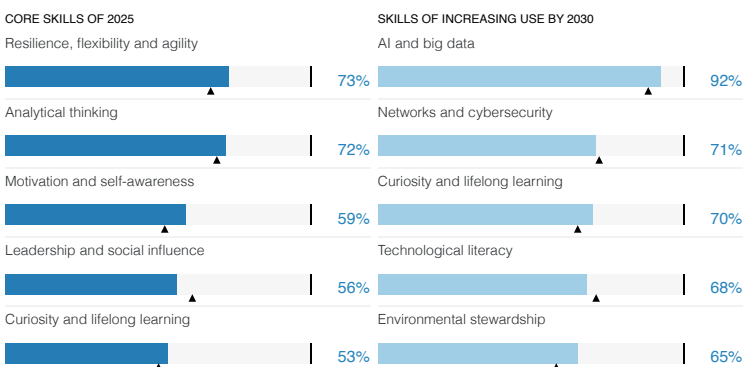 CORE SKILLS OF 2025
Resilience, flexibility and agility
73%
Analytical thinking
72%
Motivation and self-awareness
59%
Leadership and social influence
56%
Curiosity and lifelong learning
53%
SKILLS OF INCREASING USE BY 2030
AI and big data
92%
Networks and cybersecurity
71%
Curiosity and lifelong learning
70%
Technological literacy
68%
Environmental stewardship
65%